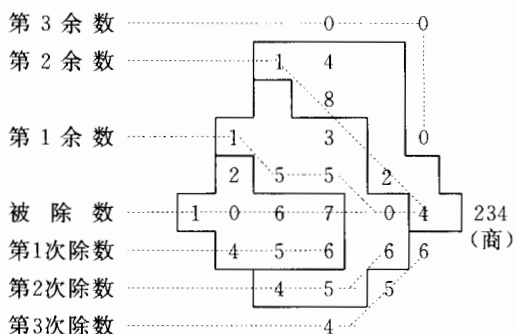 第3余数 0 0
第2余数 1 4
8
第1余数 1 3 0
2 5 5 2
被除数 1 0 6 7 0 4 234
(商)
第1次除数 4 5 6 6 6
第2次除数 4 5 5
第3次除数 4